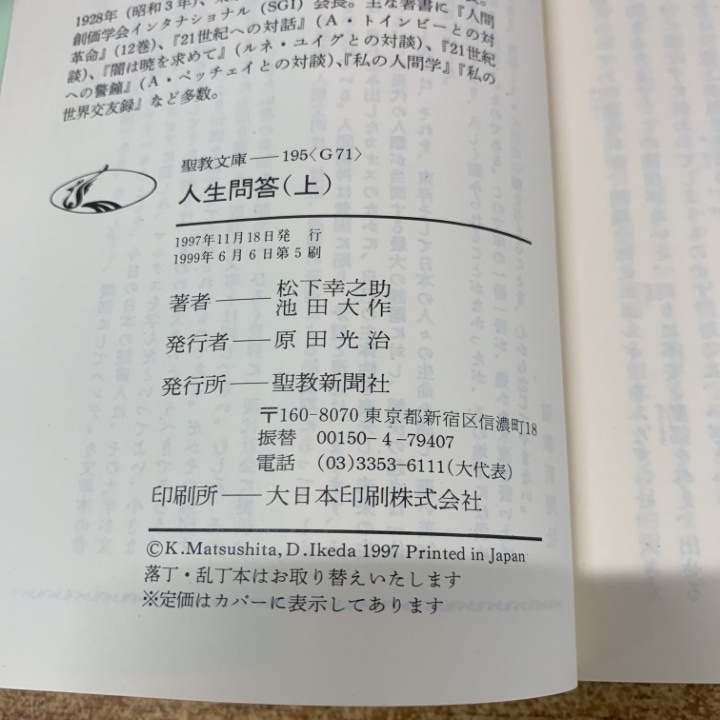 1928年(昭和3年)、
創価学会インタナショナル(SGI)会長。主な著書に『人間
革命』(12巻)、『21世紀への対話』(A・トインビーとの対
談)、『闇は暁を求めて』(ルネ・ユイグとの対談)、『21世紀
への警鐘』(A・ペッチェイとの対談)、『私の人間学』『私の
世界交友録』など多数。
聖教文庫―195〈G71〉
人生問答(上)
1997年11月18日発 行
1999年6月6日第5刷
著者―松下幸之助
池田大作
発行者―原田光治
発行所―聖教新聞社
〒160-8070 東京都新宿区信濃町18
振替 00150-4-79407
電話 (03)3353-6111(大代表)
印刷所―大日本印刷株式会社
©K.Matsushita, D.Ikeda 1997 Printed in Japan
落丁・乱丁本はお取り替えいたします
※定価はカバーに表示してあります